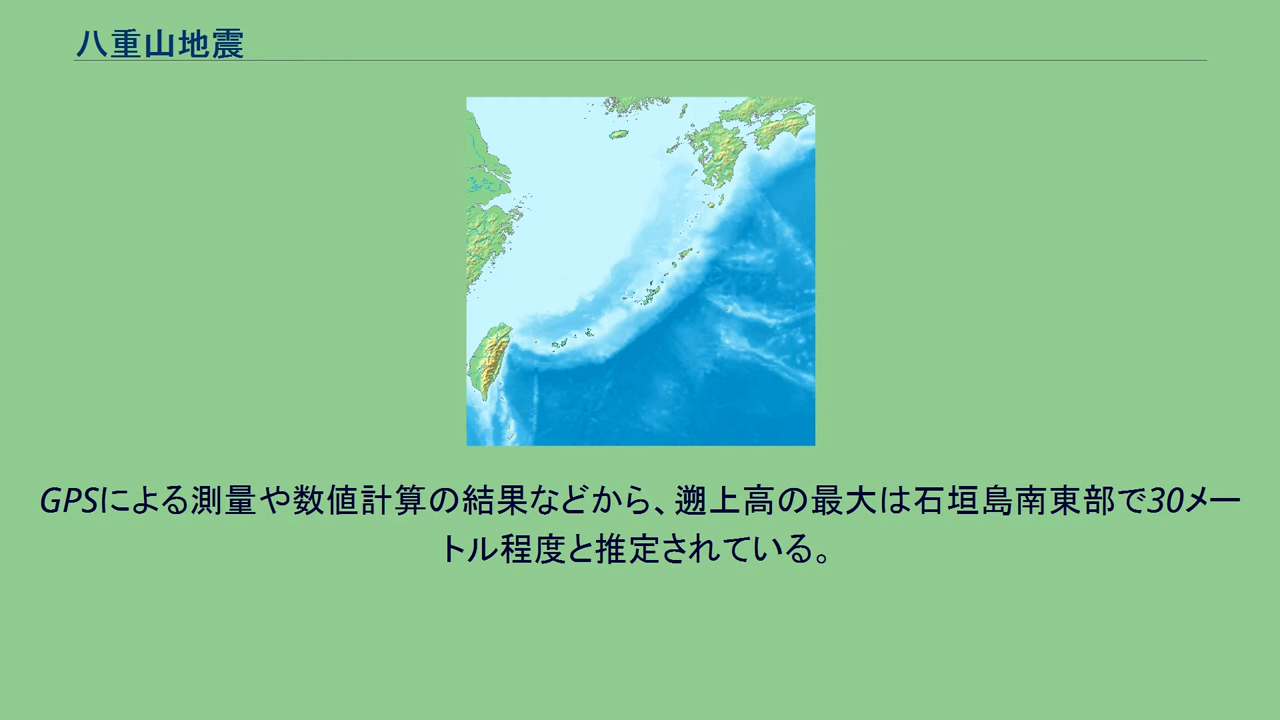 八重山地震
GPSによる測量や数値計算の結果などから、遡上高の最大は石垣島南東部で30メー
トル程度と推定されている。